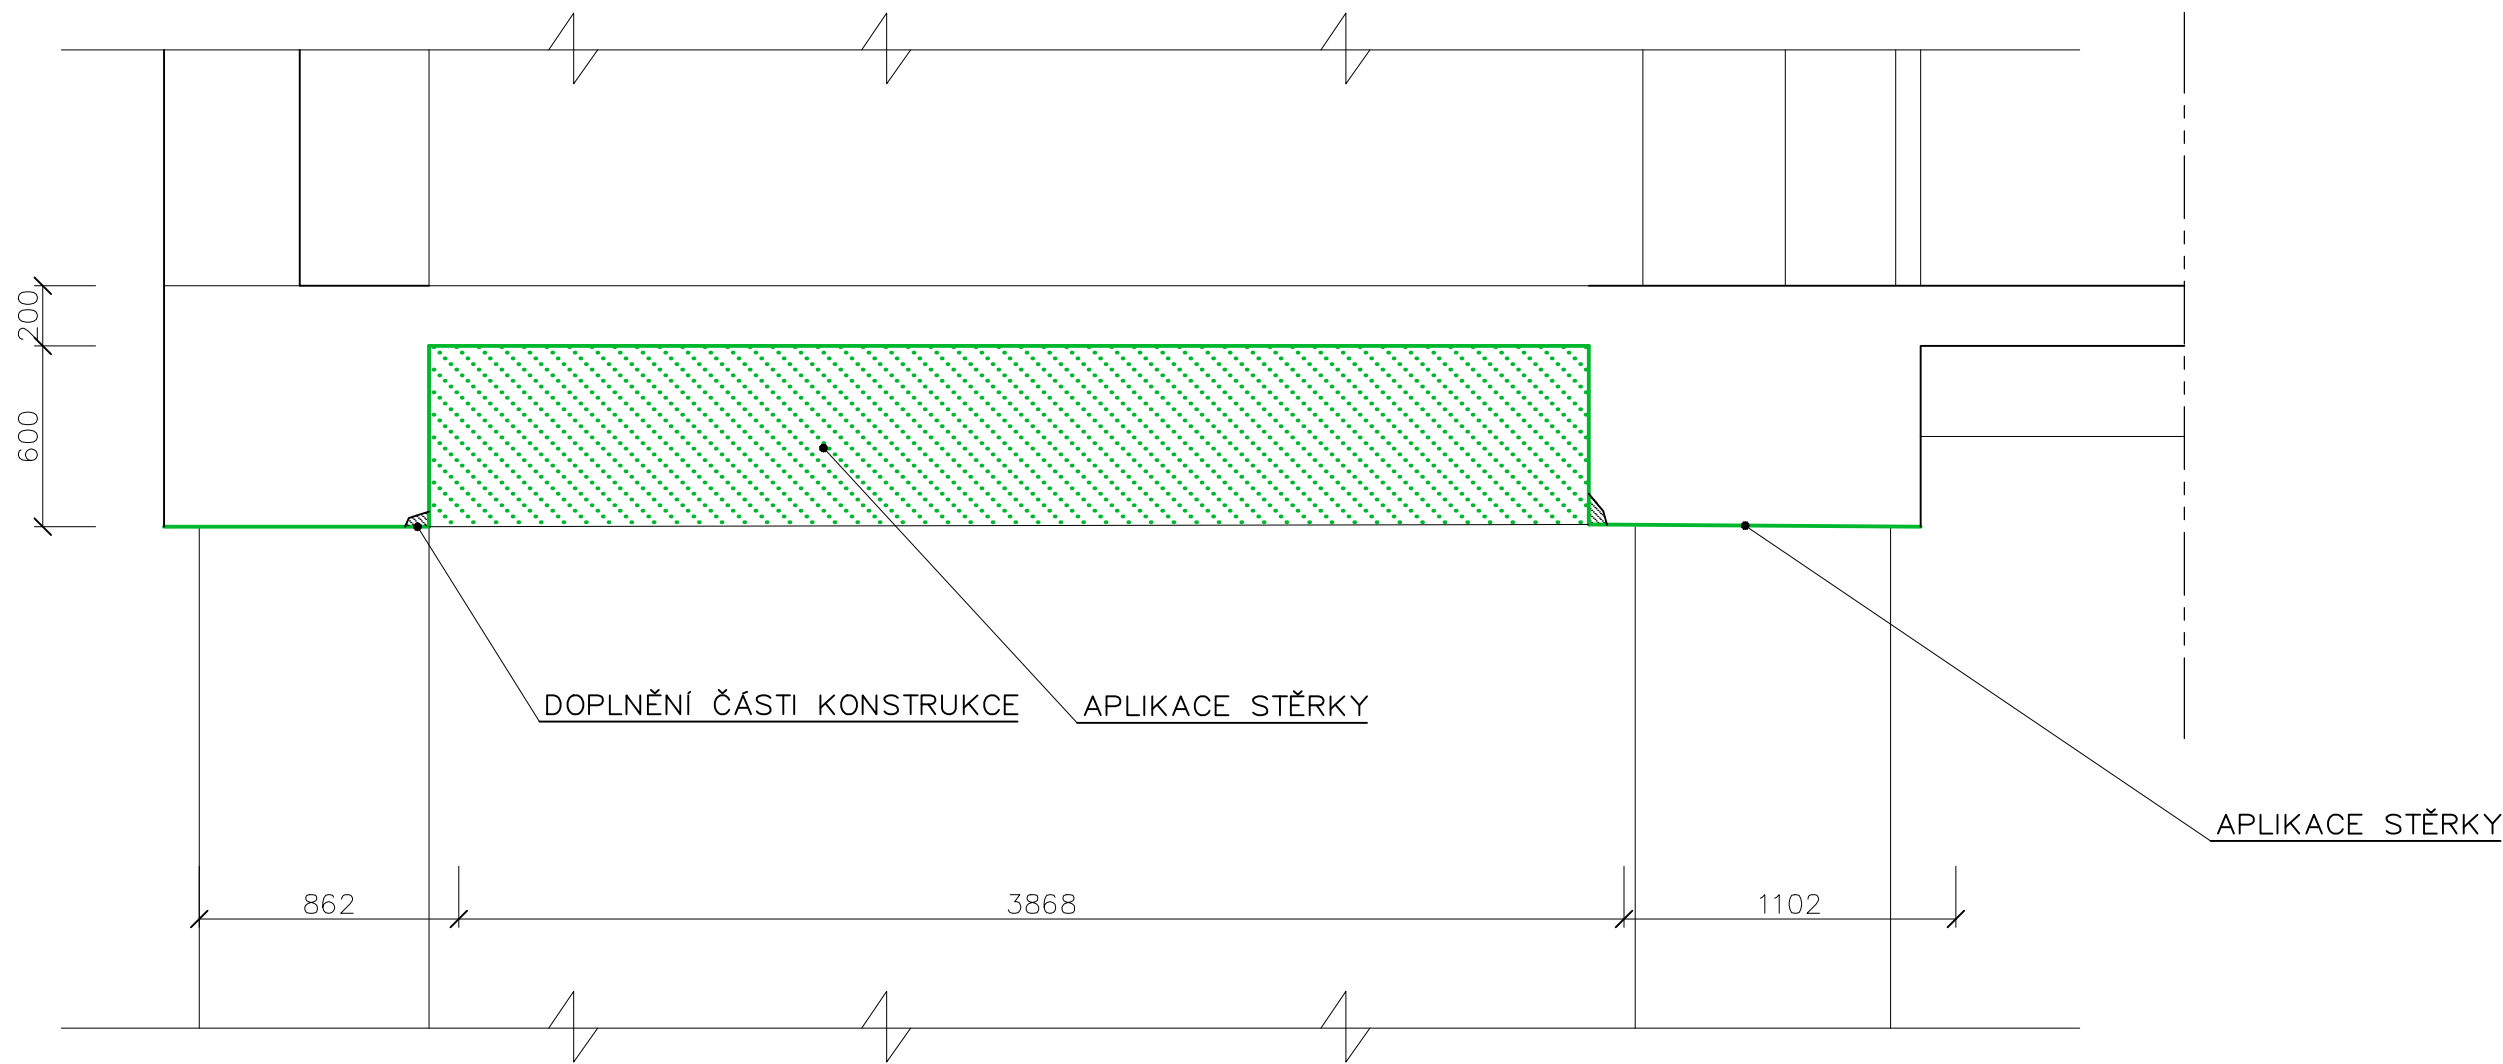 200
600
DOPLNĚNÍ ČÁSTI KONSTRUKCE
APLIKACE STĚRKY
APLIKACE STĚRKY
862
3868
1102